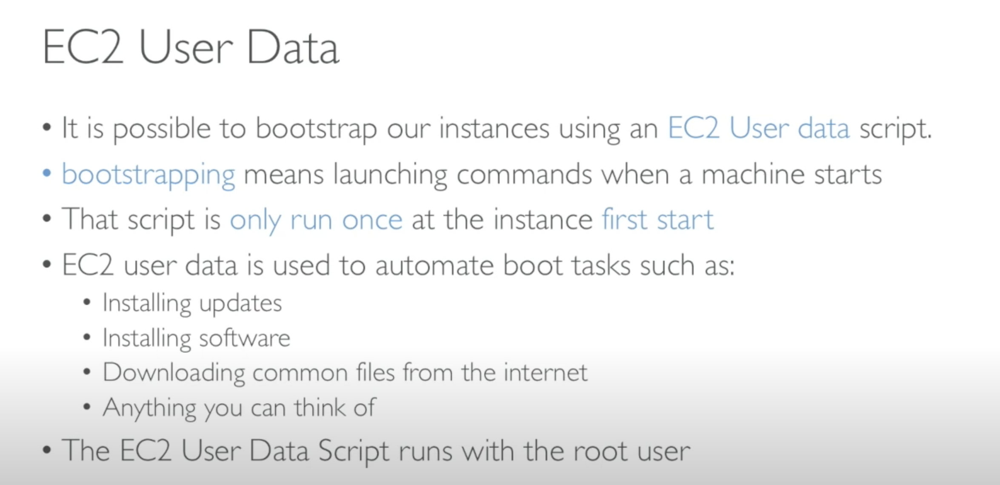 EC2 User Data
• It is possible to bootstrap our instances using an EC2 User data script.
• bootstrapping means launching commands when a machine starts
• That script is only run once at the instance first start
• EC2 user data is used to automate boot tasks such as:
• Installing updates
• Installing software
• Downloading common files from the internet
• Anything you can think of
• The EC2 User Data Script runs with the root user